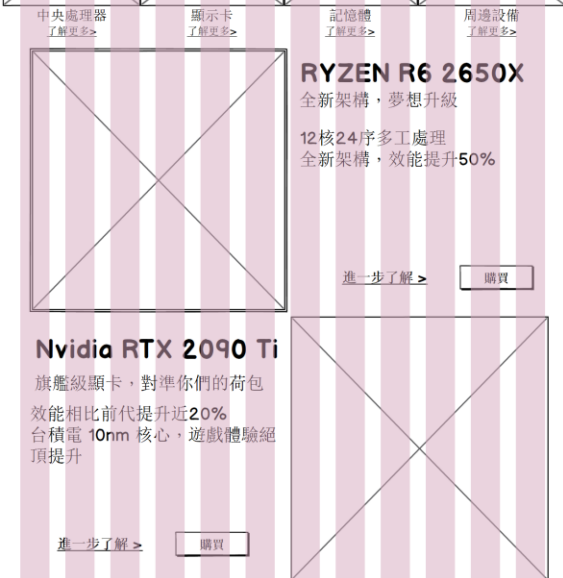 中央處理器
了解更多>
顯示卡
了解更多>
記憶體
了解更多>
周邊設備
了解更多>
RYZEN R6 2650X
全新架構，夢想升級
12核24序多工處理
全新架構，效能提升50%
進一步了解 >
購買
Nvidia RTX 2090 Ti
旗艦級顯卡，對準你們的荷包
效能相比前代提升近20%
台積電 10nm 核心，遊戲體驗絕
頂提升
進一步了解 >
購買